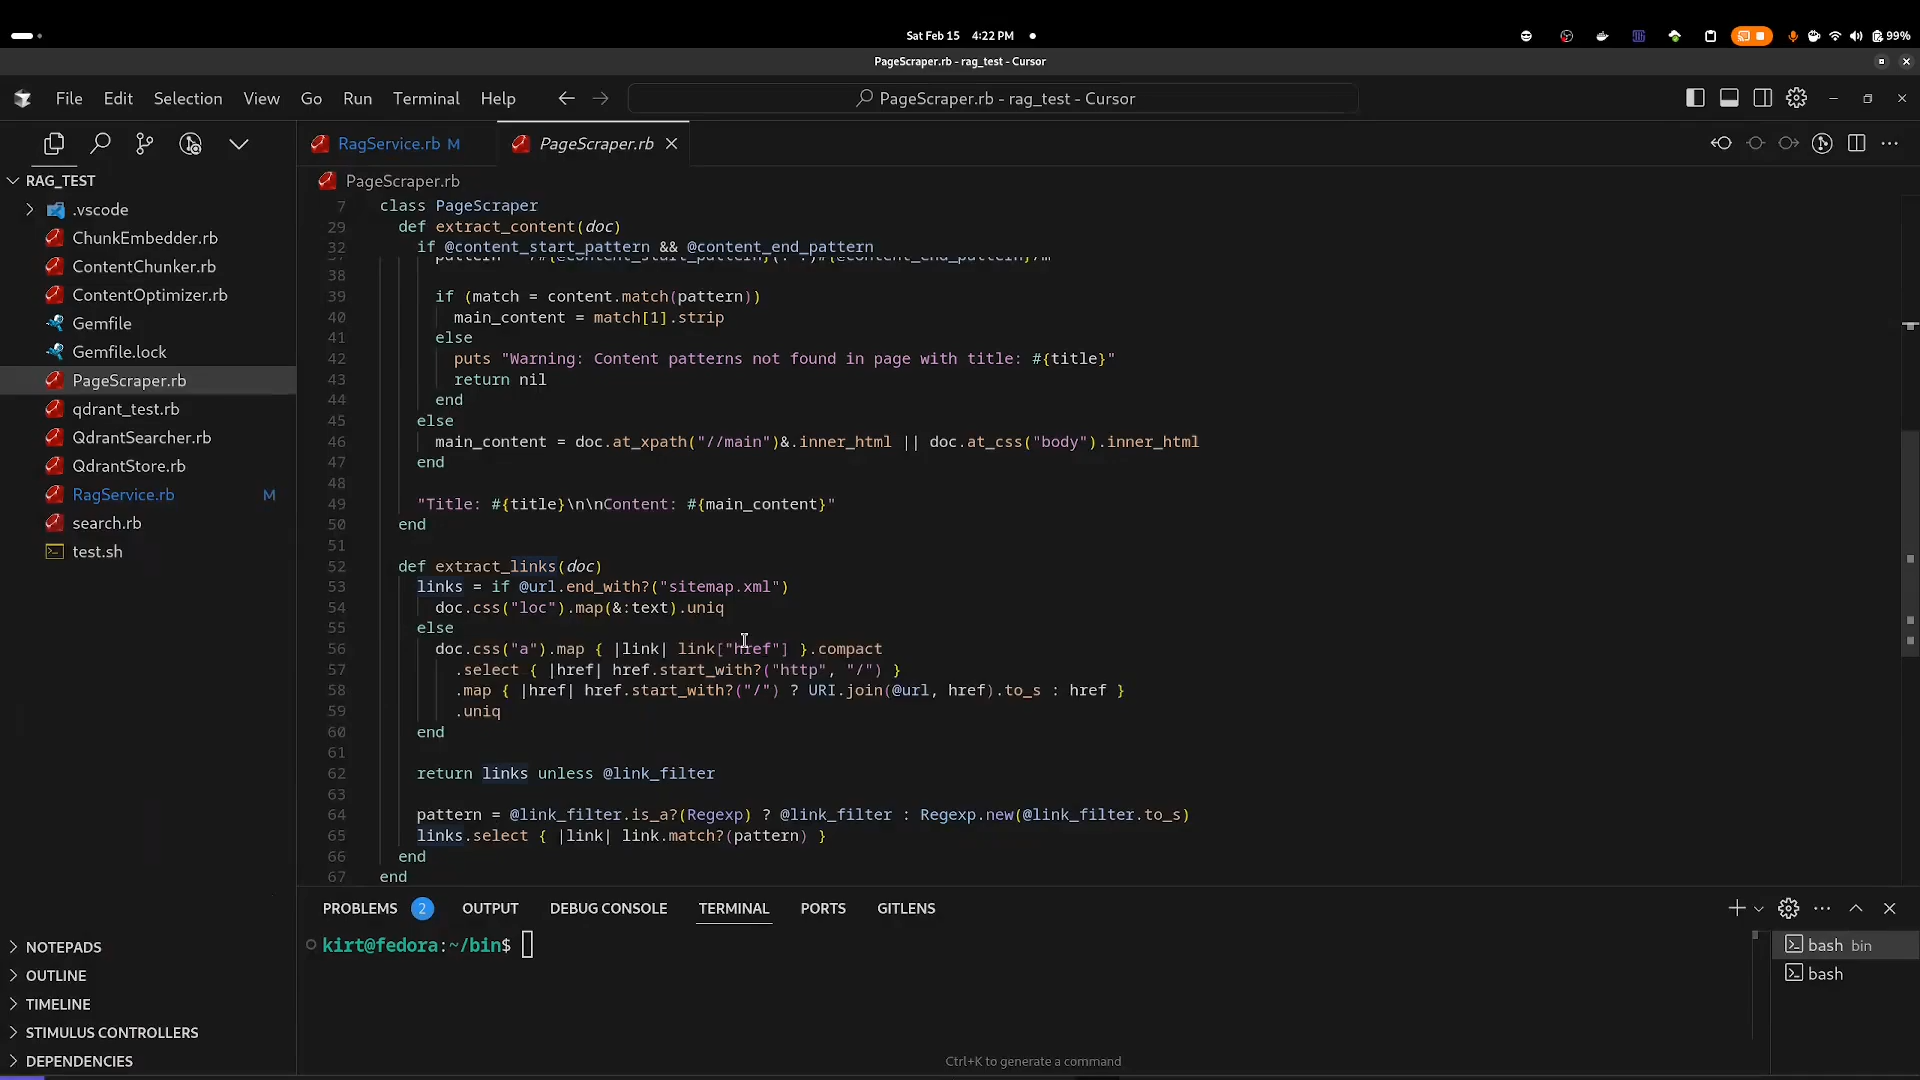 Sat Feb 15 4:22 PM
99%
PageScraper.rb - rag_test - Cursor
File Edit Selection View Go Run Terminal Help
PageScraper.rb - rag_test - Cursor
RagService.rb M
PageScraper.rb
RAG_TEST
.vscode
ChunkEmbedder.rb
ContentChunker.rb
ContentOptimizer.rb
Gemfile
Gemfile.lock
PageScraper.rb
qdrant_test.rb
QdrantSearcher.rb
QdrantStore.rb
RagService.rb M
search.rb
test.sh
NOTEPADS
OUTLINE
TIMELINE
STIMULUS CONTROLLERS
DEPENDENCIES
PageScraper.rb
7 class PageScraper
29 def extract_content(doc)
32 if @content_start_pattern && @content_end_pattern
38
39 if (match = content.match(pattern))
40 main_content = match[1].strip
41 else
42 puts "Warning: Content patterns not found in page with title: #{title}"
43 return nil
44 end
45 else
46 main_content = doc.at_xpath("//main")&.inner_html || doc.at_css("body").inner_html
47 end
48
49 "Title: #{title}\n\nContent: #{main_content}"
50 end
51
52 def extract_links(doc)
53 links = if @url.end_with?("sitemap.xml")
54 doc.css("loc").map(&:text).uniq
55 else
56 doc.css("a").map { |link| link["href"] }.compact
57 .select { |href| href.start_with?("http", "/") }
58 .map { |href| href.start_with?("/") ? URI.join(@url, href).to_s : href }
59 .uniq
60 end
61
62 return links unless @link_filter
63
64 pattern = @link_filter.is_a?(Regexp) ? @link_filter : Regexp.new(@link_filter.to_s)
65 links.select { |link| link.match?(pattern) }
66 end
67 end
PROBLEMS 2 OUTPUT DEBUG CONSOLE TERMINAL PORTS GITLENS
kirt@fedora:~/bin$
bash bin
bash
Ctrl+K to generate a command